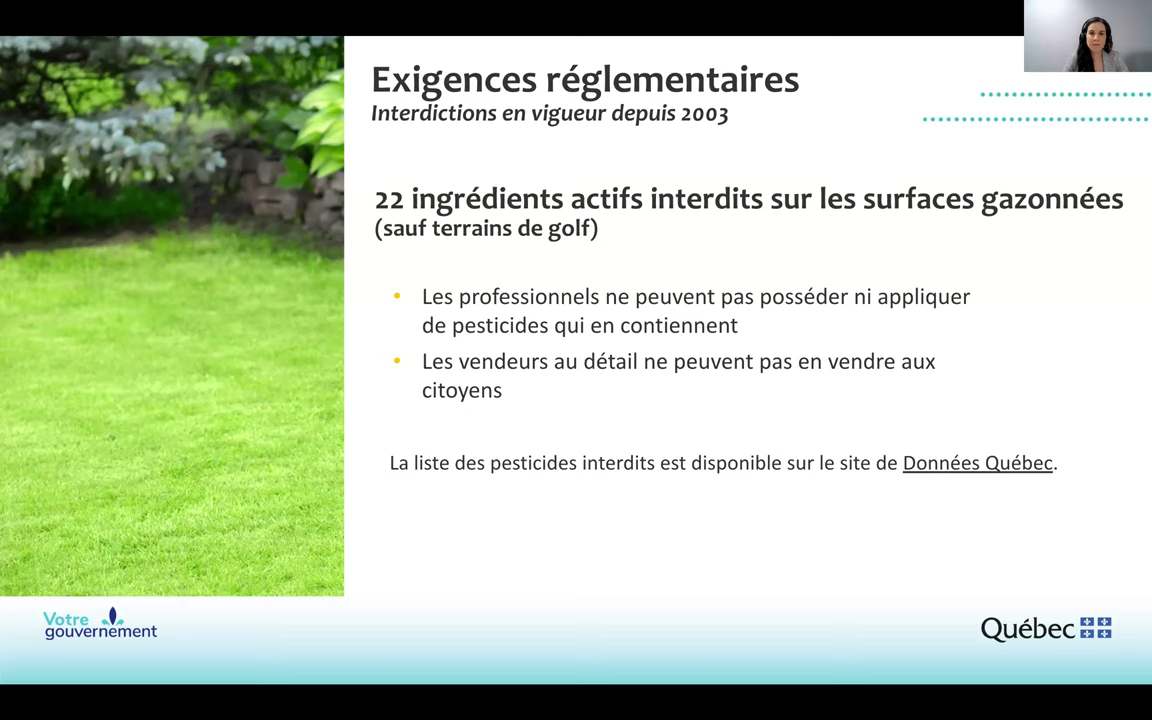 Exigences réglementaires
Interdictions en vigueur depuis 2003
22 ingrédients actifs interdits sur les surfaces gazonnées
(sauf terrains de golf)
• Les professionnels ne peuvent pas posséder ni appliquer
de pesticides qui en contiennent
• Les vendeurs au détail ne peuvent pas en vendre aux
citoyens
La liste des pesticides interdits est disponible sur le site de Données Québec.
Votre
gouvernement
Québec